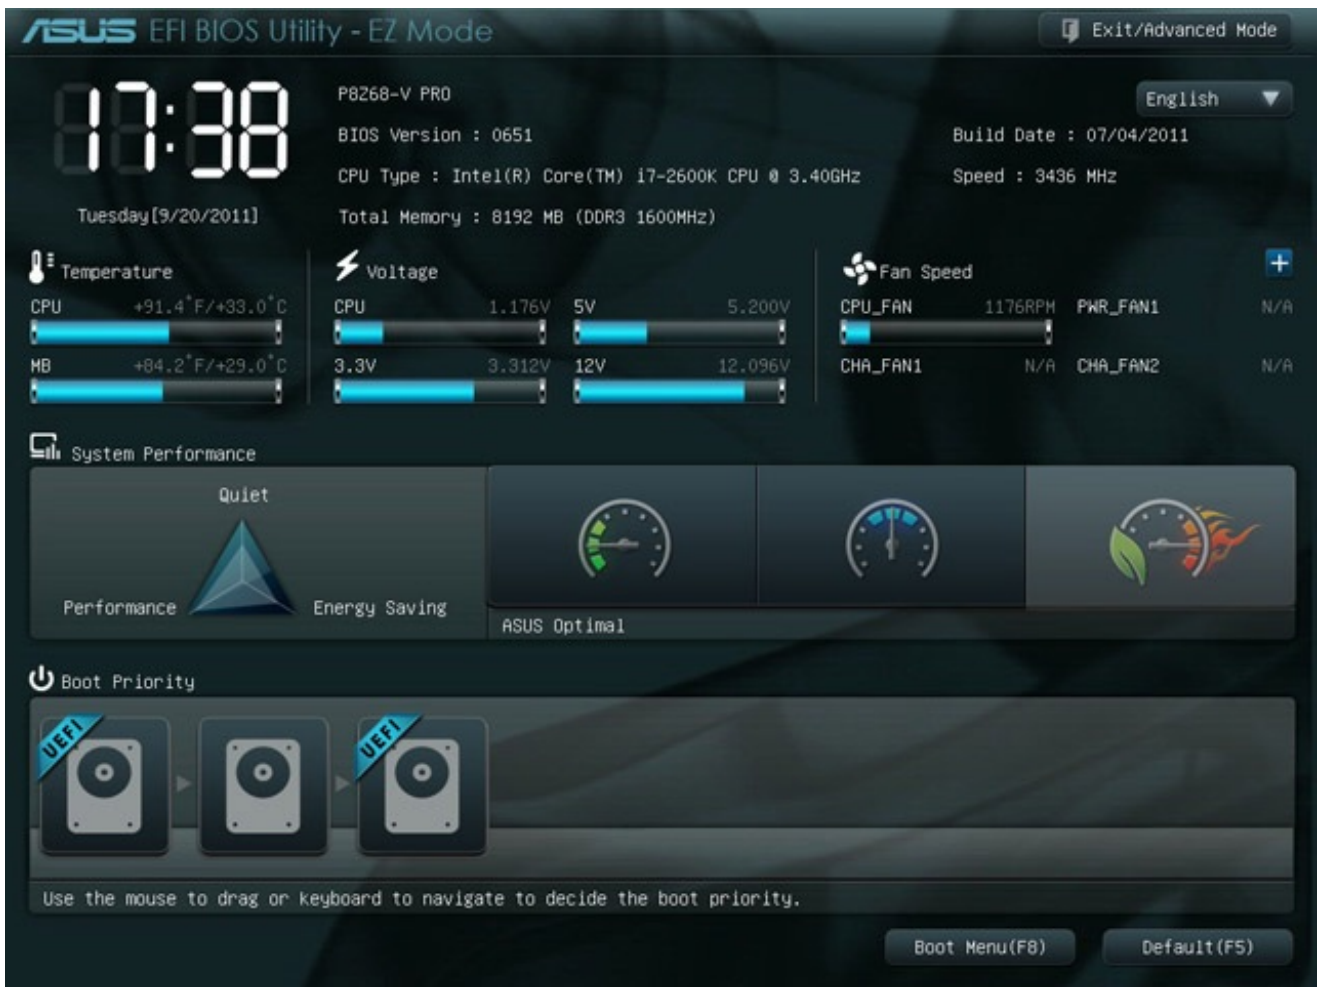 ASUS EFI BIOS Utility - EZ Mode
Exit/Advanced Mode
17:38
Tuesday[9/20/2011]
P8Z68-V PRO
English
BIOS Version : 0651
Build Date : 07/04/2011
CPU Type : Intel(R) Core(TM) i7-2600K CPU @ 3.40GHz
Speed : 3436 MHz
Total Memory : 8192 MB (DDR3 1600MHz)
Temperature
CPU +91.4°F/+33.0°C
MB +84.2°F/+29.0°C
Voltage
CPU 1.176V 5V 5.200V
3.3V 3.312V 12V 12.096V
Fan Speed
CPU_FAN 1176RPM PWR_FAN1 N/A
CHA_FAN1 N/A CHA_FAN2 N/A
System Performance
Quiet
Performance
Energy Saving
ASUS Optimal
Boot Priority
UEFI
UEFI
Use the mouse to drag or keyboard to navigate to decide the boot priority.
Boot Menu(F8)
Default(F5)